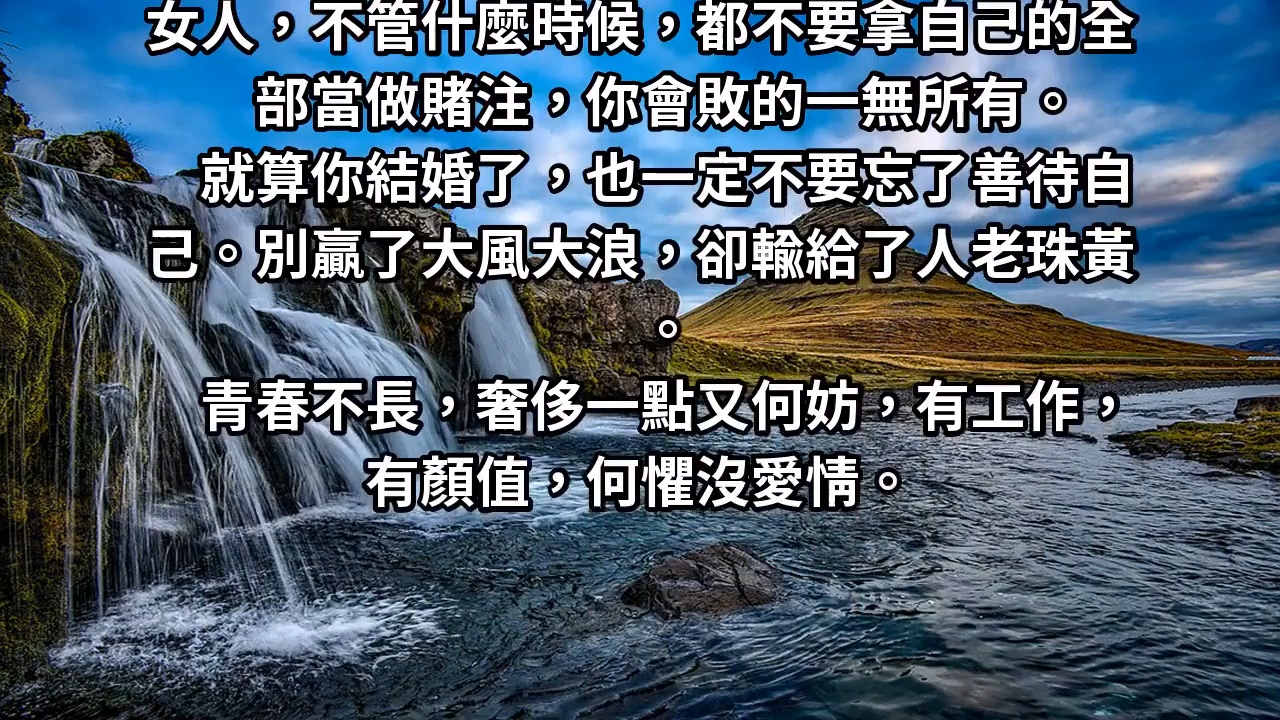 女人，不管什麼時候，都不要拿自己的全
部當做賭注，你會敗的一無所有。
就算你結婚了，也一定不要忘了善待自
己。別贏了大風大浪，卻輸給了人老珠黃
。
青春不長，奢侈一點又何妨，有工作，
有顏值，何懼沒愛情。